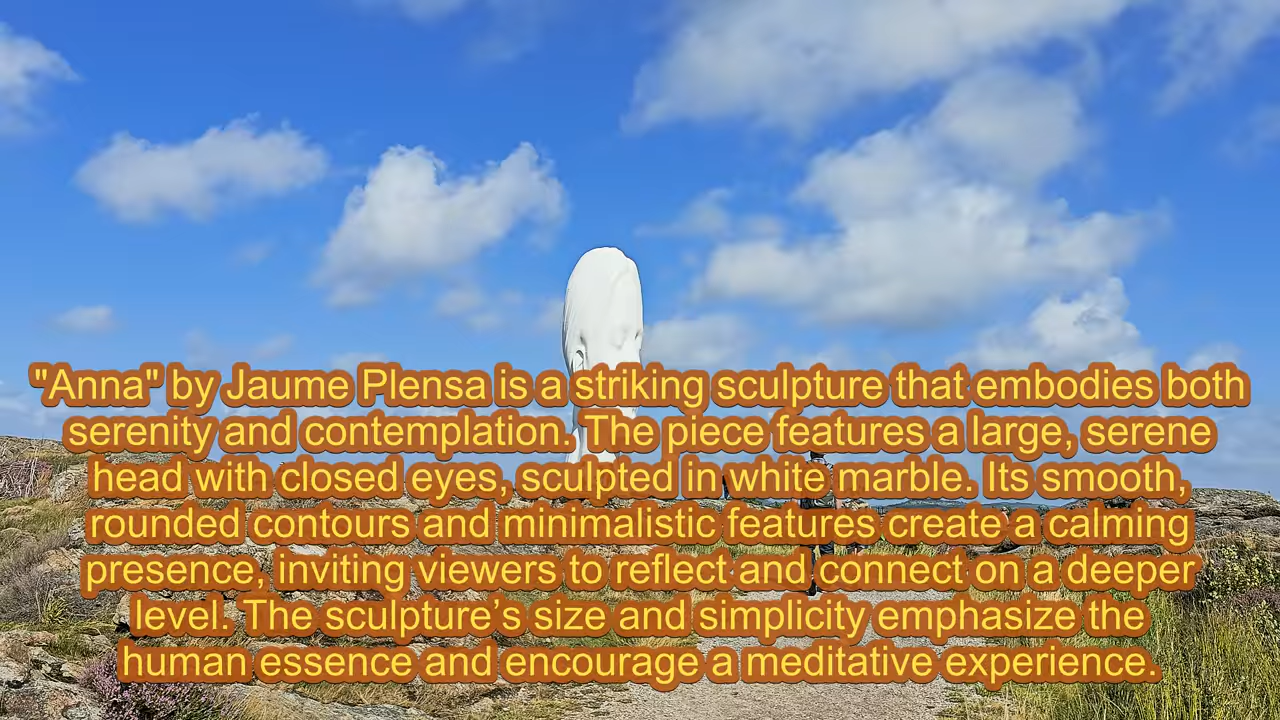 "Anna" by Jaume Plensa is a striking sculpture that embodies both
serenity and contemplation. The piece features a large, serene
head with closed eyes, sculpted in white marble. Its smooth,
rounded contours and minimalistic features create a calming
presence, inviting viewers to reflect and connect on a deeper
level. The sculpture’s size and simplicity emphasize the
human essence and encourage a meditative experience.